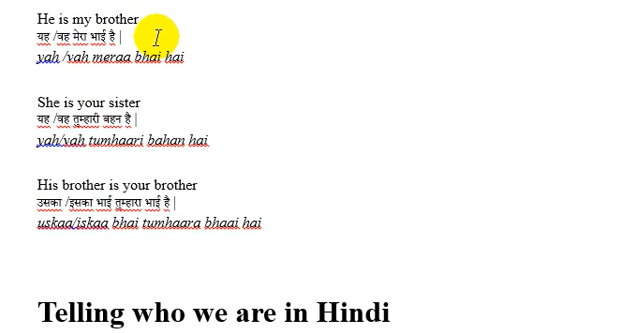 He is my brother
यह /वह मेरा भाई है |
yah /vah meraa bhai hai
She is your sister
यह /वह तुम्हारी बहन है |
yah/vah tumhaari bahan hai
His brother is your brother
उसका /इसका भाई तुम्हारा भाई है |
uskaa/iskaa bhai tumhaara bhaai hai
Telling who we are in Hindi